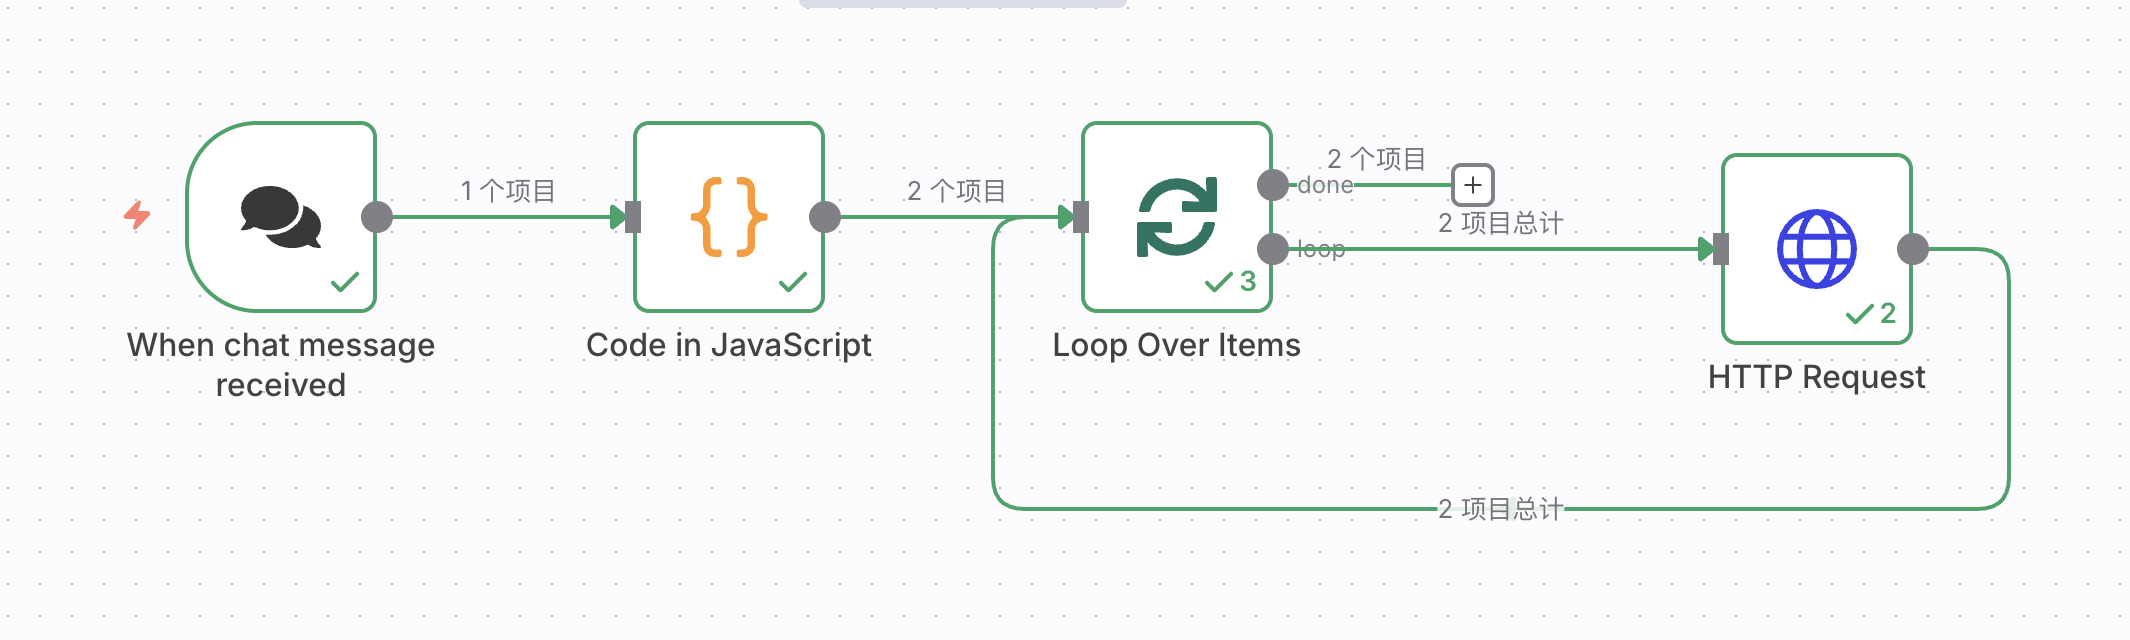 1 个项目
2 个项目
2 个项目
done
2 项目总计
loop
3
2
When chat message
received
Code in JavaScript
Loop Over Items
HTTP Request
2 项目总计